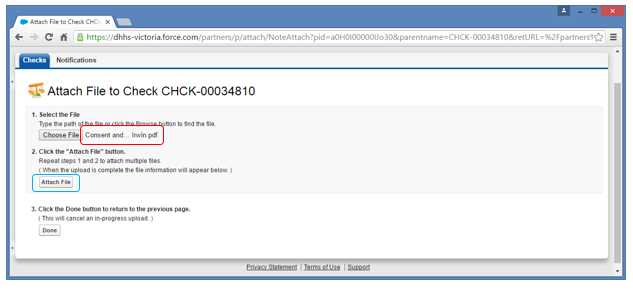 Attach File to Check CHCK
https://dhhs-victoria.force.com/partners/p/attach/NoteAttach?pid=a0H0I00000Uo30&parentname=CHCK-00034810&retURL=%2Fpartners
Checks Notifications
Attach File to Check CHCK-00034810
1. Select the File
Type the path of the file or click the Browse button to find the file.
Choose File Consent and... Irwin.pdf
2. Click the "Attach File" button.
Repeat steps 1 and 2 to attach multiple files.
( When the upload is complete the file information will appear below. )
Attach File
3. Click the Done button to return to the previous page.
( This will cancel an in-progress upload. )
Done
Privacy Statement | Terms of Use | Support